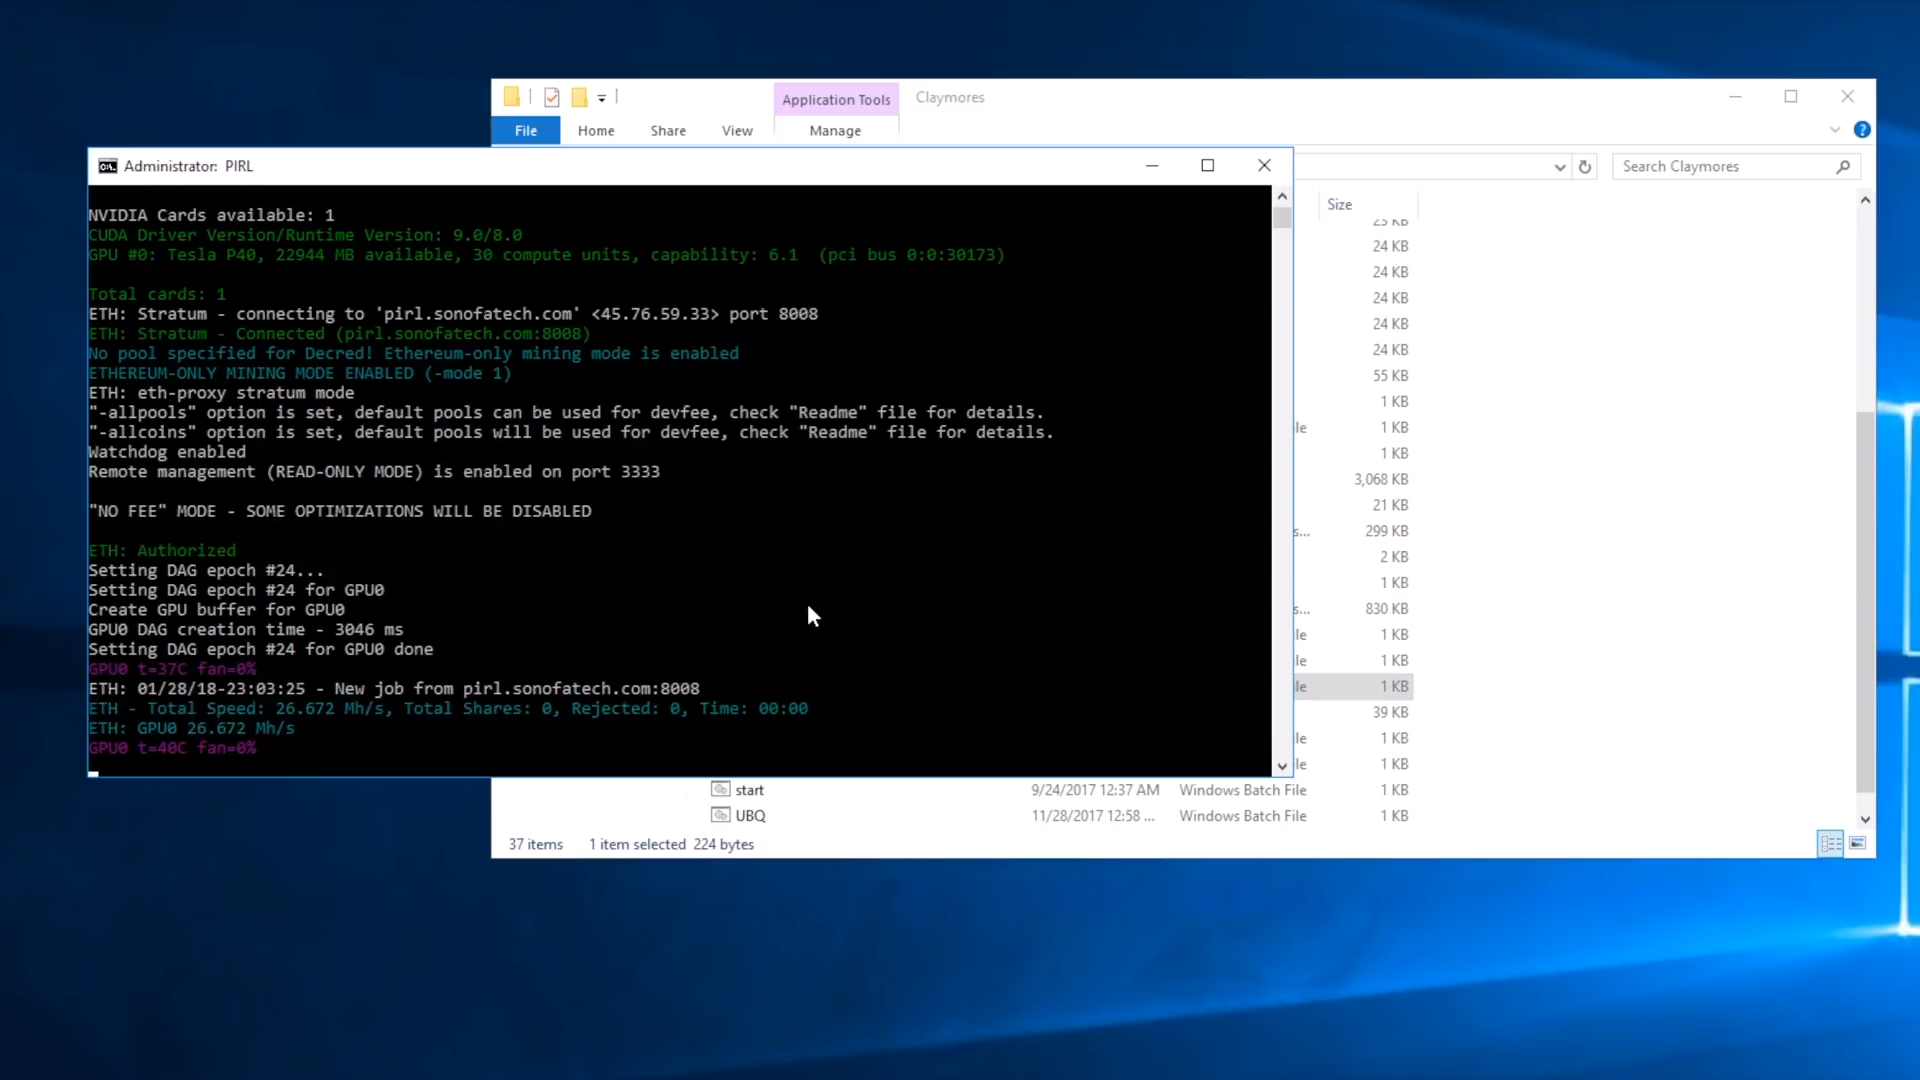 Application Tools
Claymores
File
Home
Share
View
Manage
Administrator: PIRL
Search Claymores
Size
NVIDIA Cards available: 1
CUDA Driver Version/Runtime Version: 9.0/8.0
GPU #0: Tesla P40, 22944 MB available, 30 compute units, capability: 6.1 (pci bus 0:0:30173)
Total cards: 1
ETH: Stratum - connecting to 'pirl.sonofatech.com' <45.76.59.33> port 8008
ETH: Stratum - Connected (pirl.sonofatech.com:8008)
No pool specified for Decred! Ethereum-only mining mode is enabled
ETHEREUM-ONLY MINING MODE ENABLED (-mode 1)
ETH: eth-proxy stratum mode
"-allpools" option is set, default pools can be used for devfee, check "Readme" file for details.
"-allcoins" option is set, default pools will be used for devfee, check "Readme" file for details.
Watchdog enabled
Remote management (READ-ONLY MODE) is enabled on port 3333
"NO FEE" MODE - SOME OPTIMIZATIONS WILL BE DISABLED
ETH: Authorized
Setting DAG epoch #24...
Setting DAG epoch #24 for GPU0
Create GPU buffer for GPU0
GPU0 DAG creation time - 3046 ms
Setting DAG epoch #24 for GPU0 done
GPU0 t=37C fan=0%
ETH: 01/28/18-23:03:25 - New job from pirl.sonofatech.com:8008
ETH - Total Speed: 26.672 Mh/s, Total Shares: 0, Rejected: 0, Time: 00:00
ETH: GPU0 26.672 Mh/s
GPU0 t=40C fan=0%
24 KB
24 KB
24 KB
24 KB
24 KB
55 KB
1 KB
le 1 KB
1 KB
3,068 KB
21 KB
s... 299 KB
2 KB
1 KB
s... 830 KB
le 1 KB
le 1 KB
le 1 KB
39 KB
le 1 KB
le 1 KB
start 9/24/2017 12:37 AM Windows Batch File 1 KB
UBQ 11/28/2017 12:58 ... Windows Batch File 1 KB
37 items 1 item selected 224 bytes